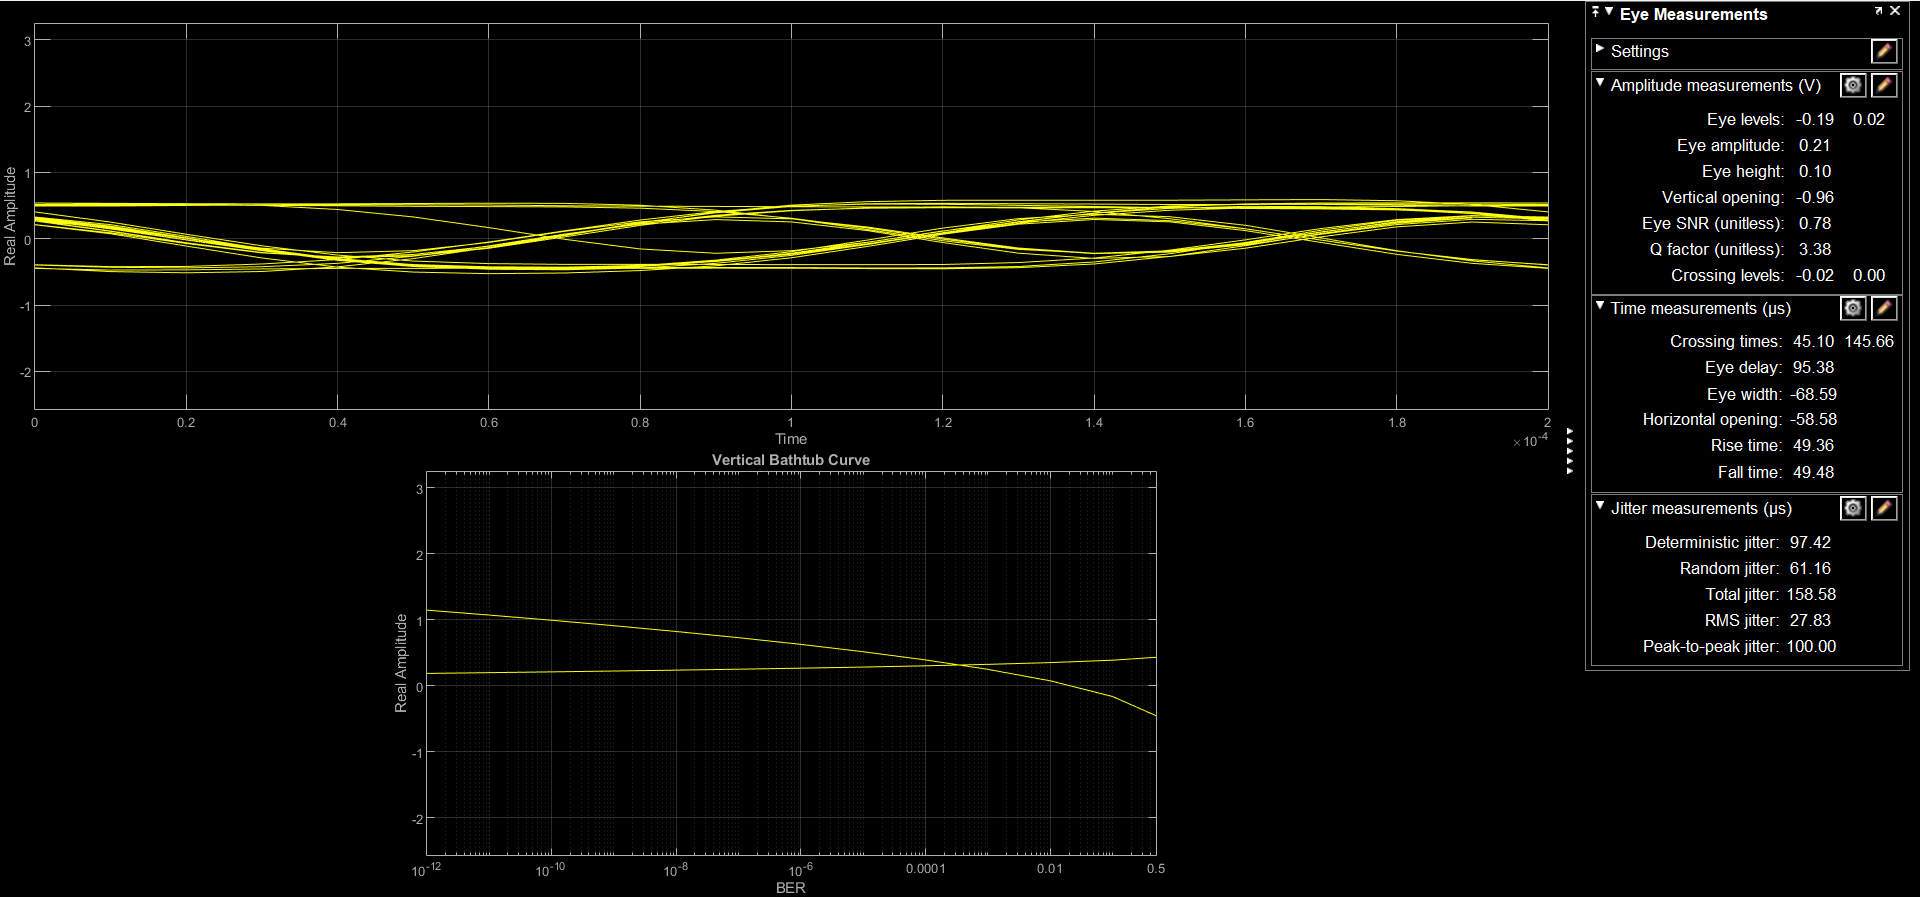 3
2
1
0
-1
-2
Real Amplitude
0 0.2 0.4 0.6 0.8 1 1.2 1.4 1.6 1.8 2
Time
×10-4
Vertical Bathtub Curve
3
2
1
0
-1
-2
Real Amplitude
10-12 10-10 10-8 10-6 0.0001 0.01 0.5
BER
Eye Measurements
Settings
Amplitude measurements (V)
Eye levels: -0.19 0.02
Eye amplitude: 0.21
Eye height: 0.10
Vertical opening: -0.96
Eye SNR (unitless): 0.78
Q factor (unitless): 3.38
Crossing levels: -0.02 0.00
Time measurements (µs)
Crossing times: 45.10 145.66
Eye delay: 95.38
Eye width: -68.59
Horizontal opening: -58.58
Rise time: 49.36
Fall time: 49.48
Jitter measurements (µs)
Deterministic jitter: 97.42
Random jitter: 61.16
Total jitter: 158.58
RMS jitter: 27.83
Peak-to-peak jitter: 100.00